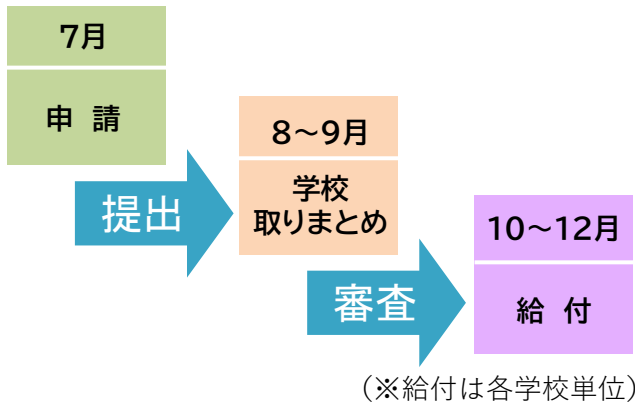 7月
申 請
提出
8～9月
学校
取りまとめ
審査
10～12月
給 付
(※給付は各学校単位)